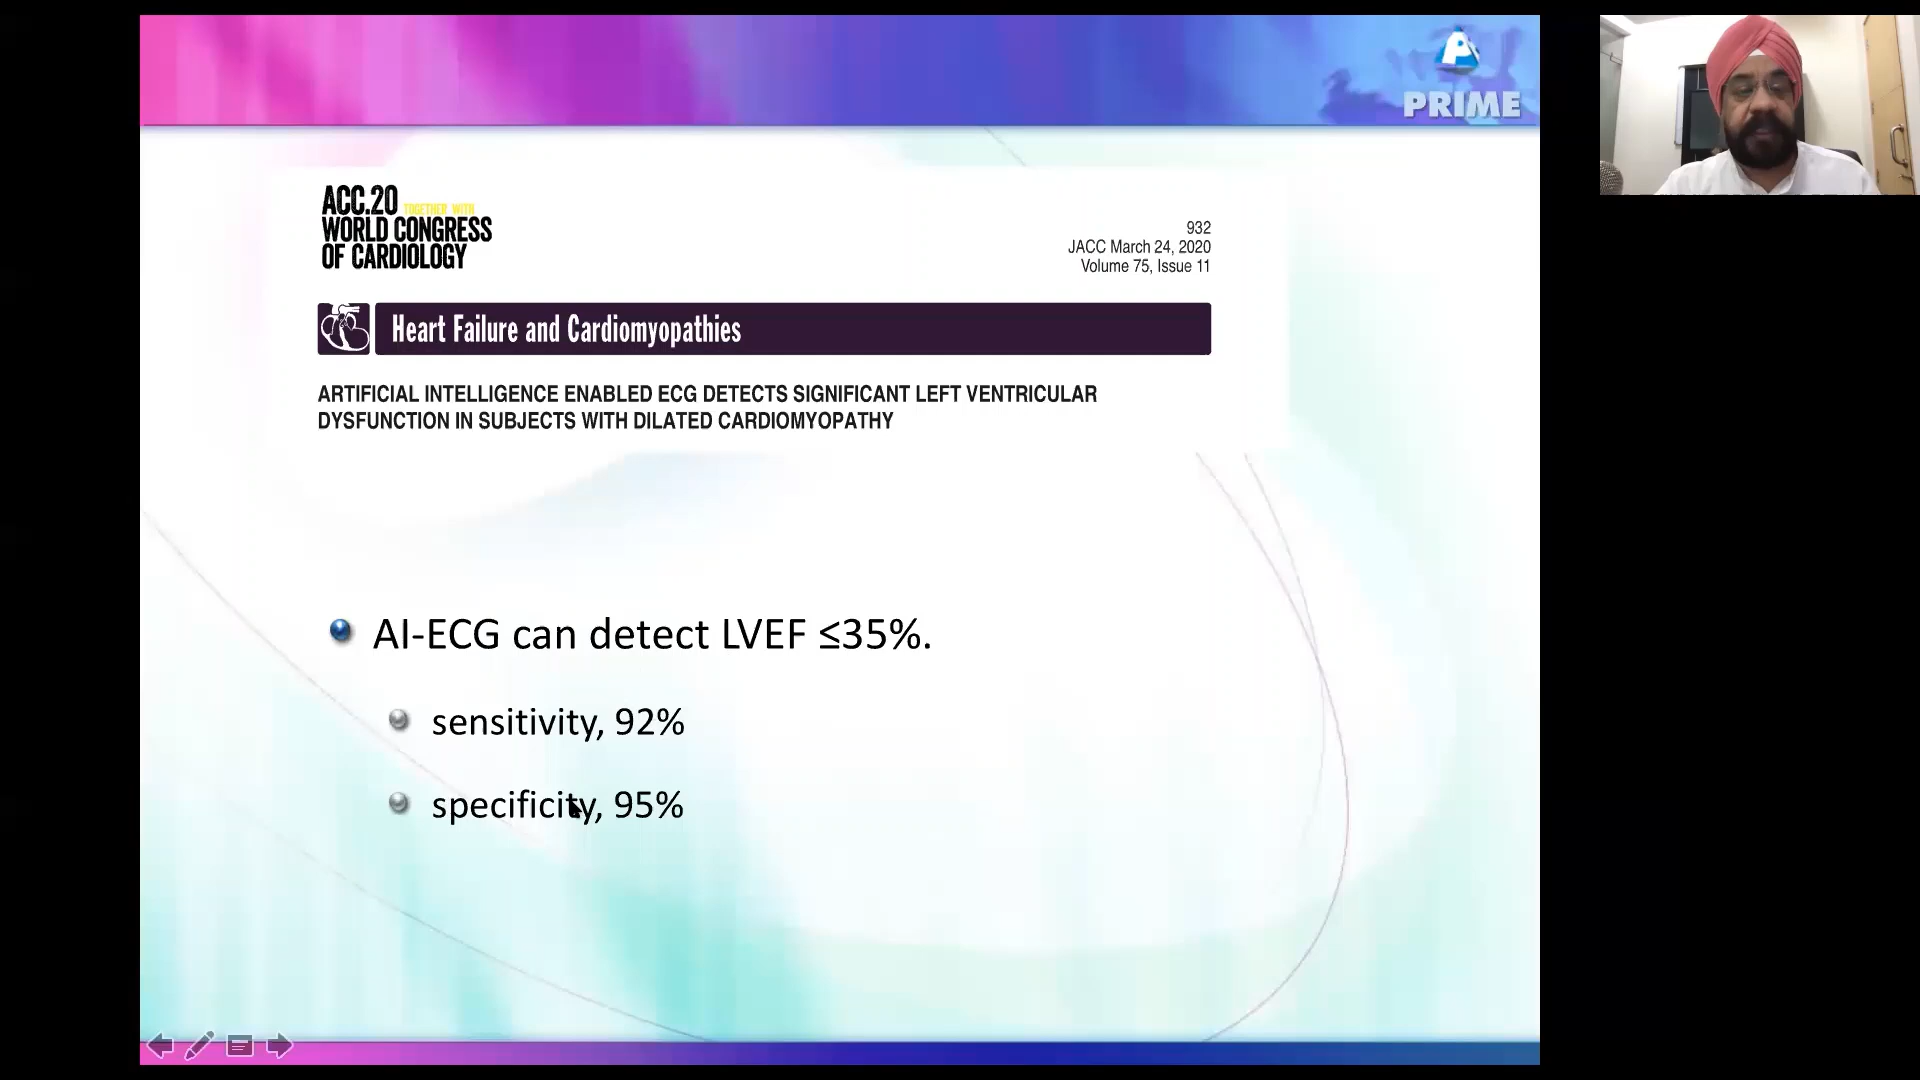 PRIME
ACC.20 TOGETHER WITH
WORLD CONGRESS
OF CARDIOLOGY
932
JACC March 24, 2020
Volume 75, Issue 11
Heart Failure and Cardiomyopathies
ARTIFICIAL INTELLIGENCE ENABLED ECG DETECTS SIGNIFICANT LEFT VENTRICULAR
DYSFUNCTION IN SUBJECTS WITH DILATED CARDIOMYOPATHY
AI-ECG can detect LVEF ≤35%.
sensitivity, 92%
specificity, 95%